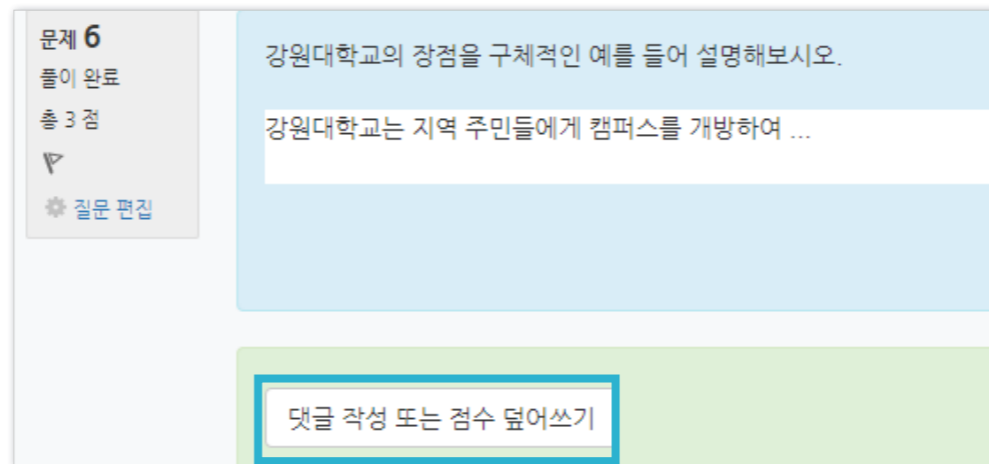 문제 6
풀이 완료
총 3 점
질문 편집
강원대학교의 장점을 구체적인 예를 들어 설명해보시오.
강원대학교는 지역 주민들에게 캠퍼스를 개방하여 ...
댓글 작성 또는 점수 덮어쓰기